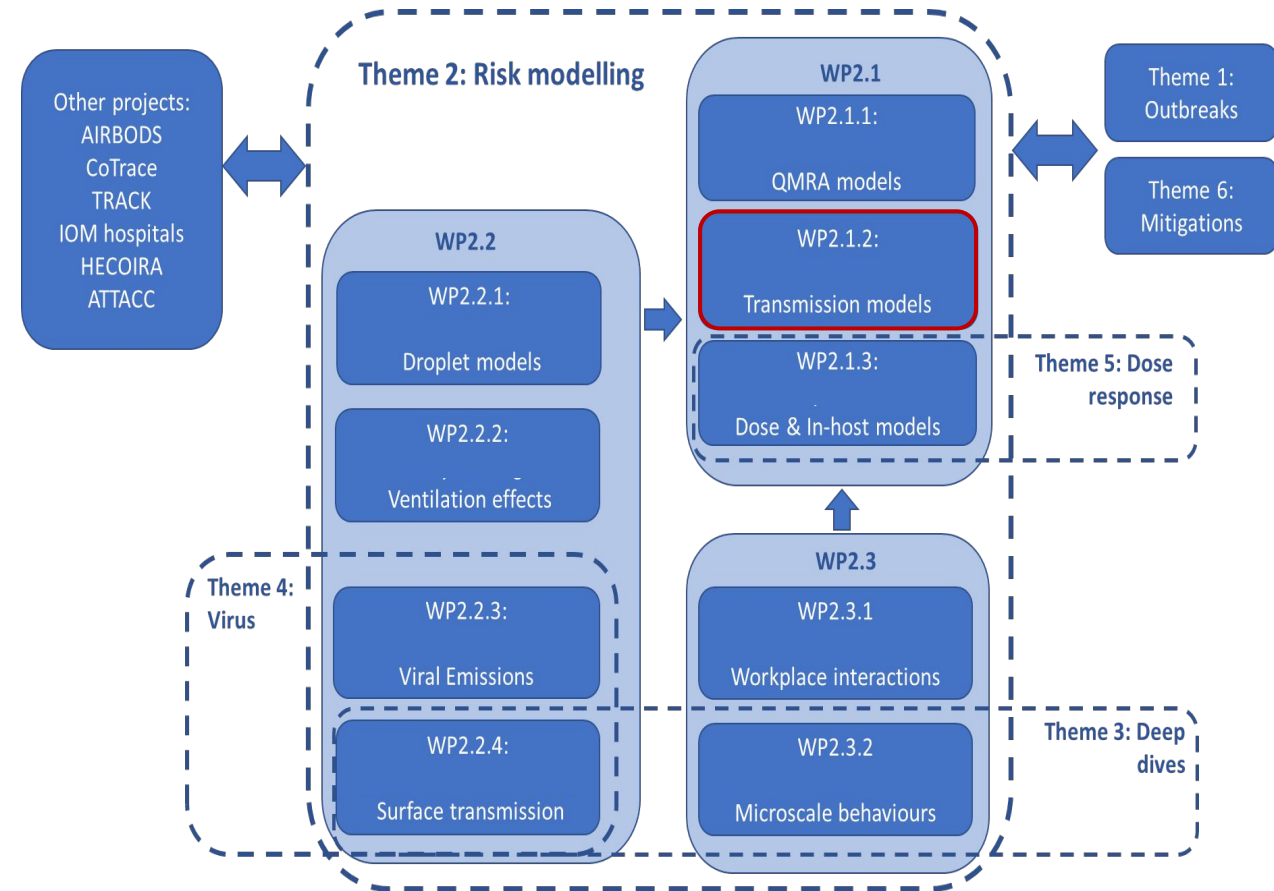 Other projects:
AIRBODS
CoTrace
TRACK
IOM hospitals
HECOIRA
ATTACC
Theme 2: Risk modelling
WP2.2
WP2.2.1:
Droplet models
WP2.2.2:
Ventilation effects
Theme 4:
Virus
WP2.2.3:
Viral Emissions
WP2.2.4:
Surface transmission
WP2.1
WP2.1.1:
QMRA models
WP2.1.2:
Transmission models
WP2.1.3:
Dose & In-host models
Theme 5: Dose
response
WP2.3
WP2.3.1
Workplace interactions
WP2.3.2
Microscale behaviours
Theme 3: Deep
dives
Theme 1:
Outbreaks
Theme 6:
Mitigations